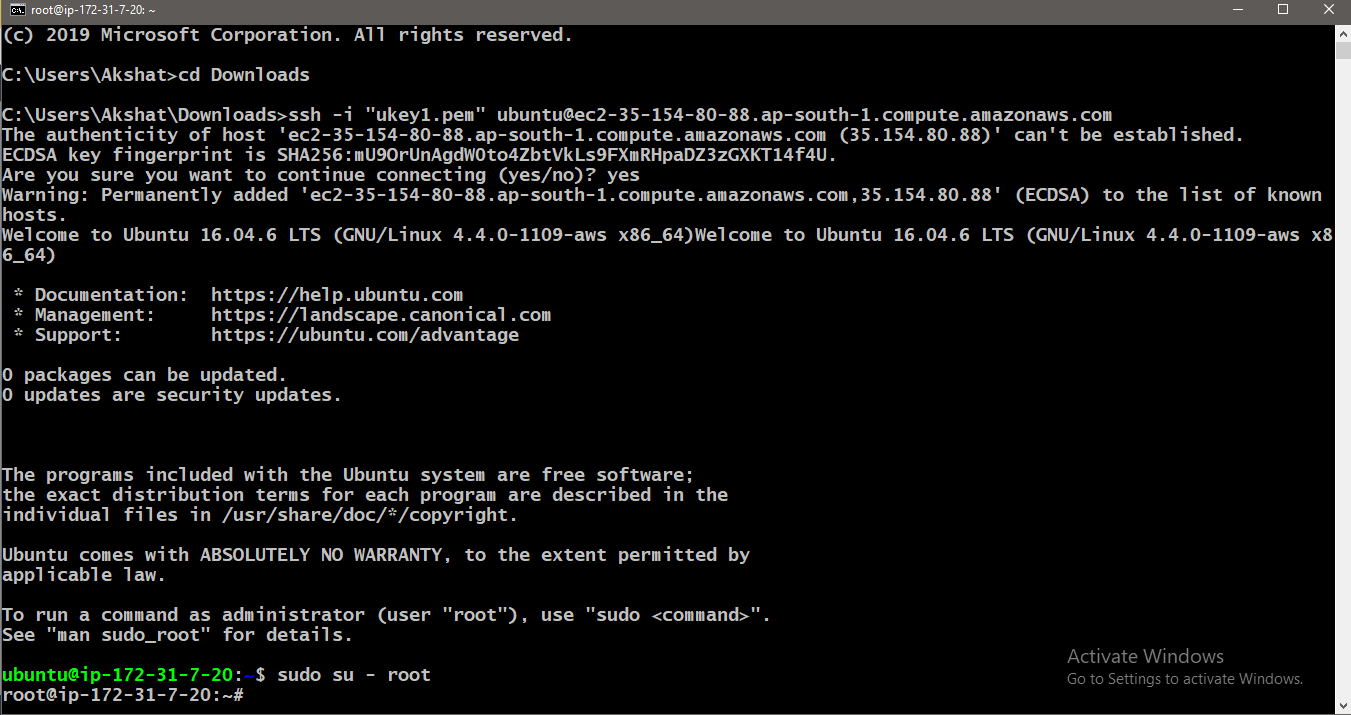 root@ip-172-31-7-20: ~
(c) 2019 Microsoft Corporation. All rights reserved.
C:\Users\Akshat>cd Downloads
C:\Users\Akshat\Downloads>ssh -i "ukey1.pem" ubuntu@ec2-35-154-80-88.ap-south-1.compute.amazonaws.com
The authenticity of host 'ec2-35-154-80-88.ap-south-1.compute.amazonaws.com (35.154.80.88)' can't be established.
ECDSA key fingerprint is SHA256:mU9OrUnAgdWOto4ZbtVkLs9FXmRHpaDZ3zGXKT14f4U.
Are you sure you want to continue connecting (yes/no)? yes
Warning: Permanently added 'ec2-35-154-80-88.ap-south-1.compute.amazonaws.com,35.154.80.88' (ECDSA) to the list of known
hosts.
Welcome to Ubuntu 16.04.6 LTS (GNU/Linux 4.4.0-1109-aws x86_64)Welcome to Ubuntu 16.04.6 LTS (GNU/Linux 4.4.0-1109-aws x8
6_64)
* Documentation:  https://help.ubuntu.com
* Management:     https://landscape.canonical.com
* Support:        https://ubuntu.com/advantage
0 packages can be updated.
0 updates are security updates.
The programs included with the Ubuntu system are free software;
the exact distribution terms for each program are described in the
individual files in /usr/share/doc/*/copyright.
Ubuntu comes with ABSOLUTELY NO WARRANTY, to the extent permitted by
applicable law.
To run a command as administrator (user "root"), use "sudo <command>".
See "man sudo_root" for details.
ubuntu@ip-172-31-7-20:~$ sudo su - root
root@ip-172-31-7-20:~#
Activate Windows
Go to Settings to activate Windows.